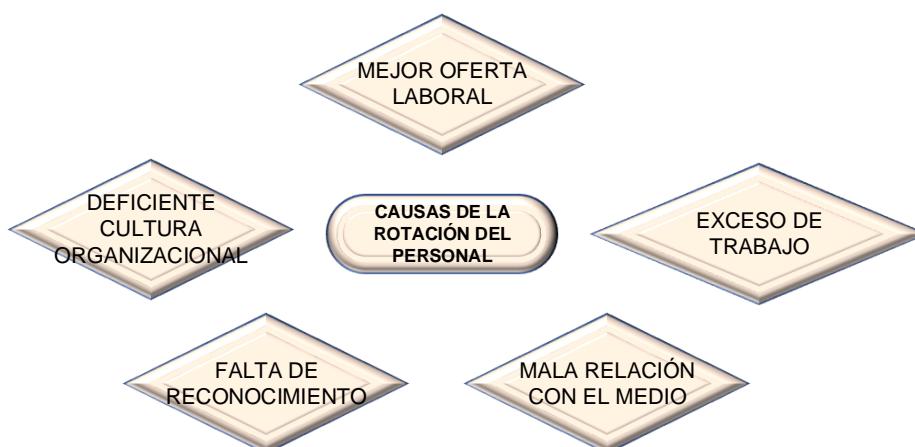 MEJOR OFERTA
LABORAL
DEFICIENTE
CULTURA
ORGANIZACIONAL
CAUSAS DE LA
ROTACIÓN DEL
PERSONAL
EXCESO DE
TRABAJO
FALTA DE
RECONOCIMIENTO
MALA RELACIÓN
CON EL MEDIO